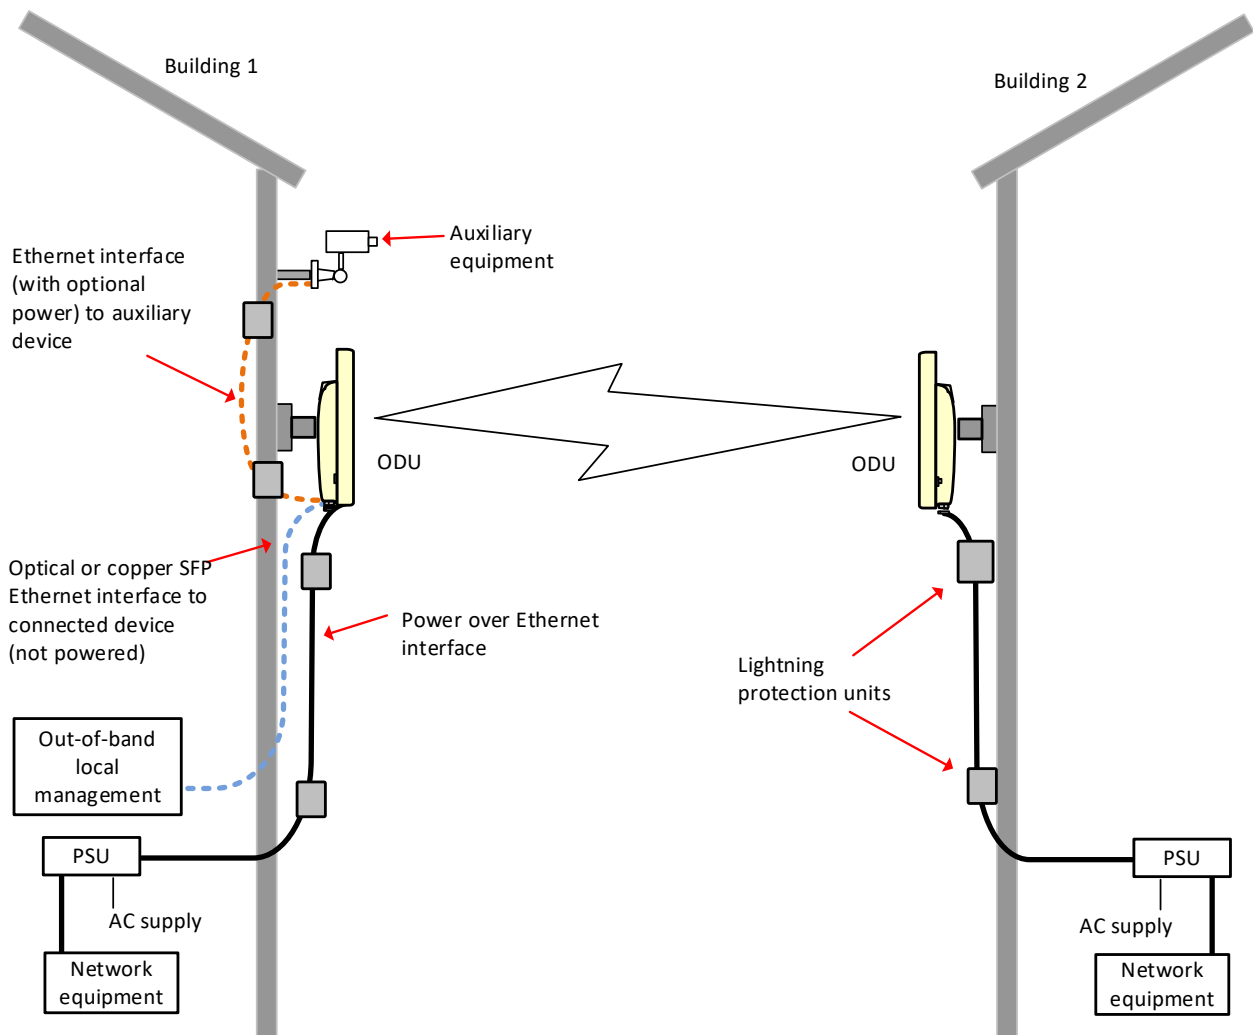 Building 1
Building 2
Auxiliary
equipment
Ethernet interface
(with optional
power) to auxiliary
device
ODU
ODU
Optical or copper SFP
Ethernet interface to
connected device
(not powered)
Power over Ethernet
interface
Lightning
protection units
Out-of-band
local
management
PSU
AC supply
Network
equipment
PSU
AC supply
Network
equipment